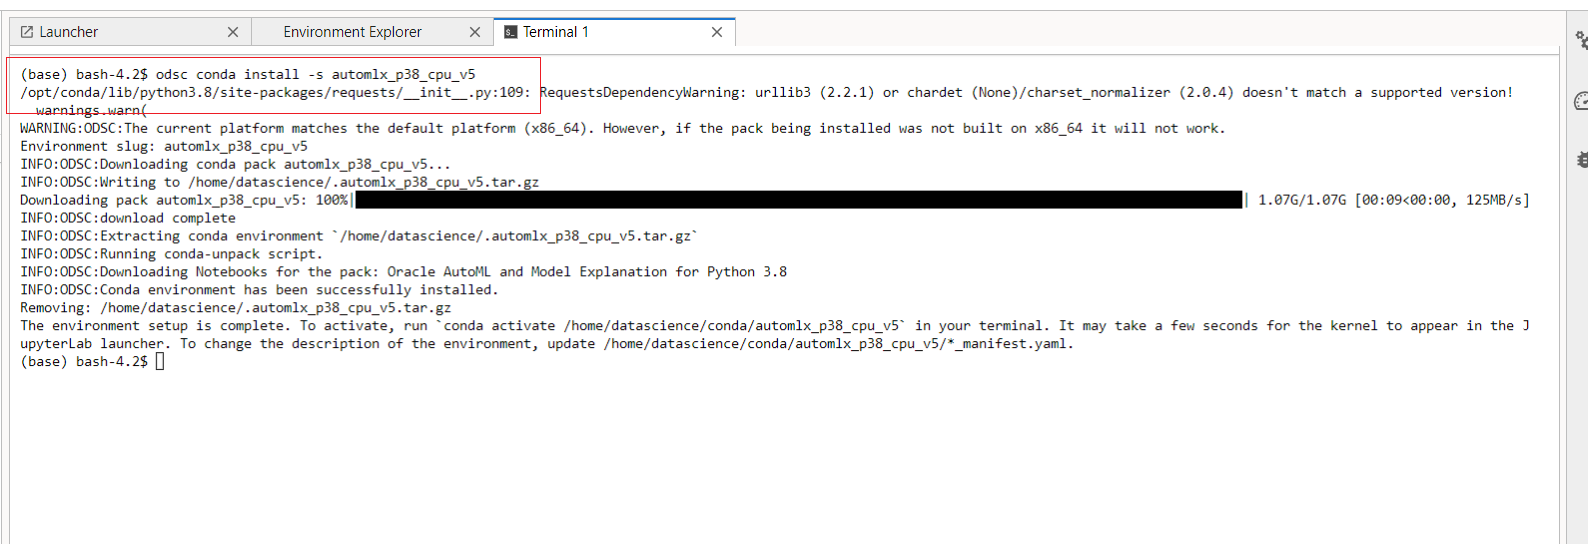 Launcher
Environment Explorer
Terminal 1
(base) bash-4.2$ odsc conda install -s automlx_p38_cpu_v5
/opt/conda/lib/python3.8/site-packages/requests/__init__.py:109: RequestsDependencyWarning: urllib3 (2.2.1) or chardet (None)/charset_normalizer (2.0.4) doesn't match a supported version!
warnings.warn(
WARNING:ODSC:The current platform matches the default platform (x86_64). However, if the pack being installed was not built on x86_64 it will not work.
Environment slug: automlx_p38_cpu_v5
INFO:ODSC:Downloading conda pack automlx_p38_cpu_v5...
INFO:ODSC:Writing to /home/datascience/.automlx_p38_cpu_v5.tar.gz
Downloading pack automlx_p38_cpu_v5: 100%| | 1.07G/1.07G [00:09<00:00, 125MB/s]
INFO:ODSC:download complete
INFO:ODSC:Extracting conda environment `/home/datascience/.automlx_p38_cpu_v5.tar.gz`
INFO:ODSC:Running conda-unpack script.
INFO:ODSC:Downloading Notebooks for the pack: Oracle AutoML and Model Explanation for Python 3.8
INFO:ODSC:Conda environment has been successfully installed.
Removing: /home/datascience/.automlx_p38_cpu_v5.tar.gz
The environment setup is complete. To activate, run `conda activate /home/datascience/conda/automlx_p38_cpu_v5` in your terminal. It may take a few seconds for the kernel to appear in the J
upyterLab launcher. To change the description of the environment, update /home/datascience/conda/automlx_p38_cpu_v5/*_manifest.yaml.
(base) bash-4.2$